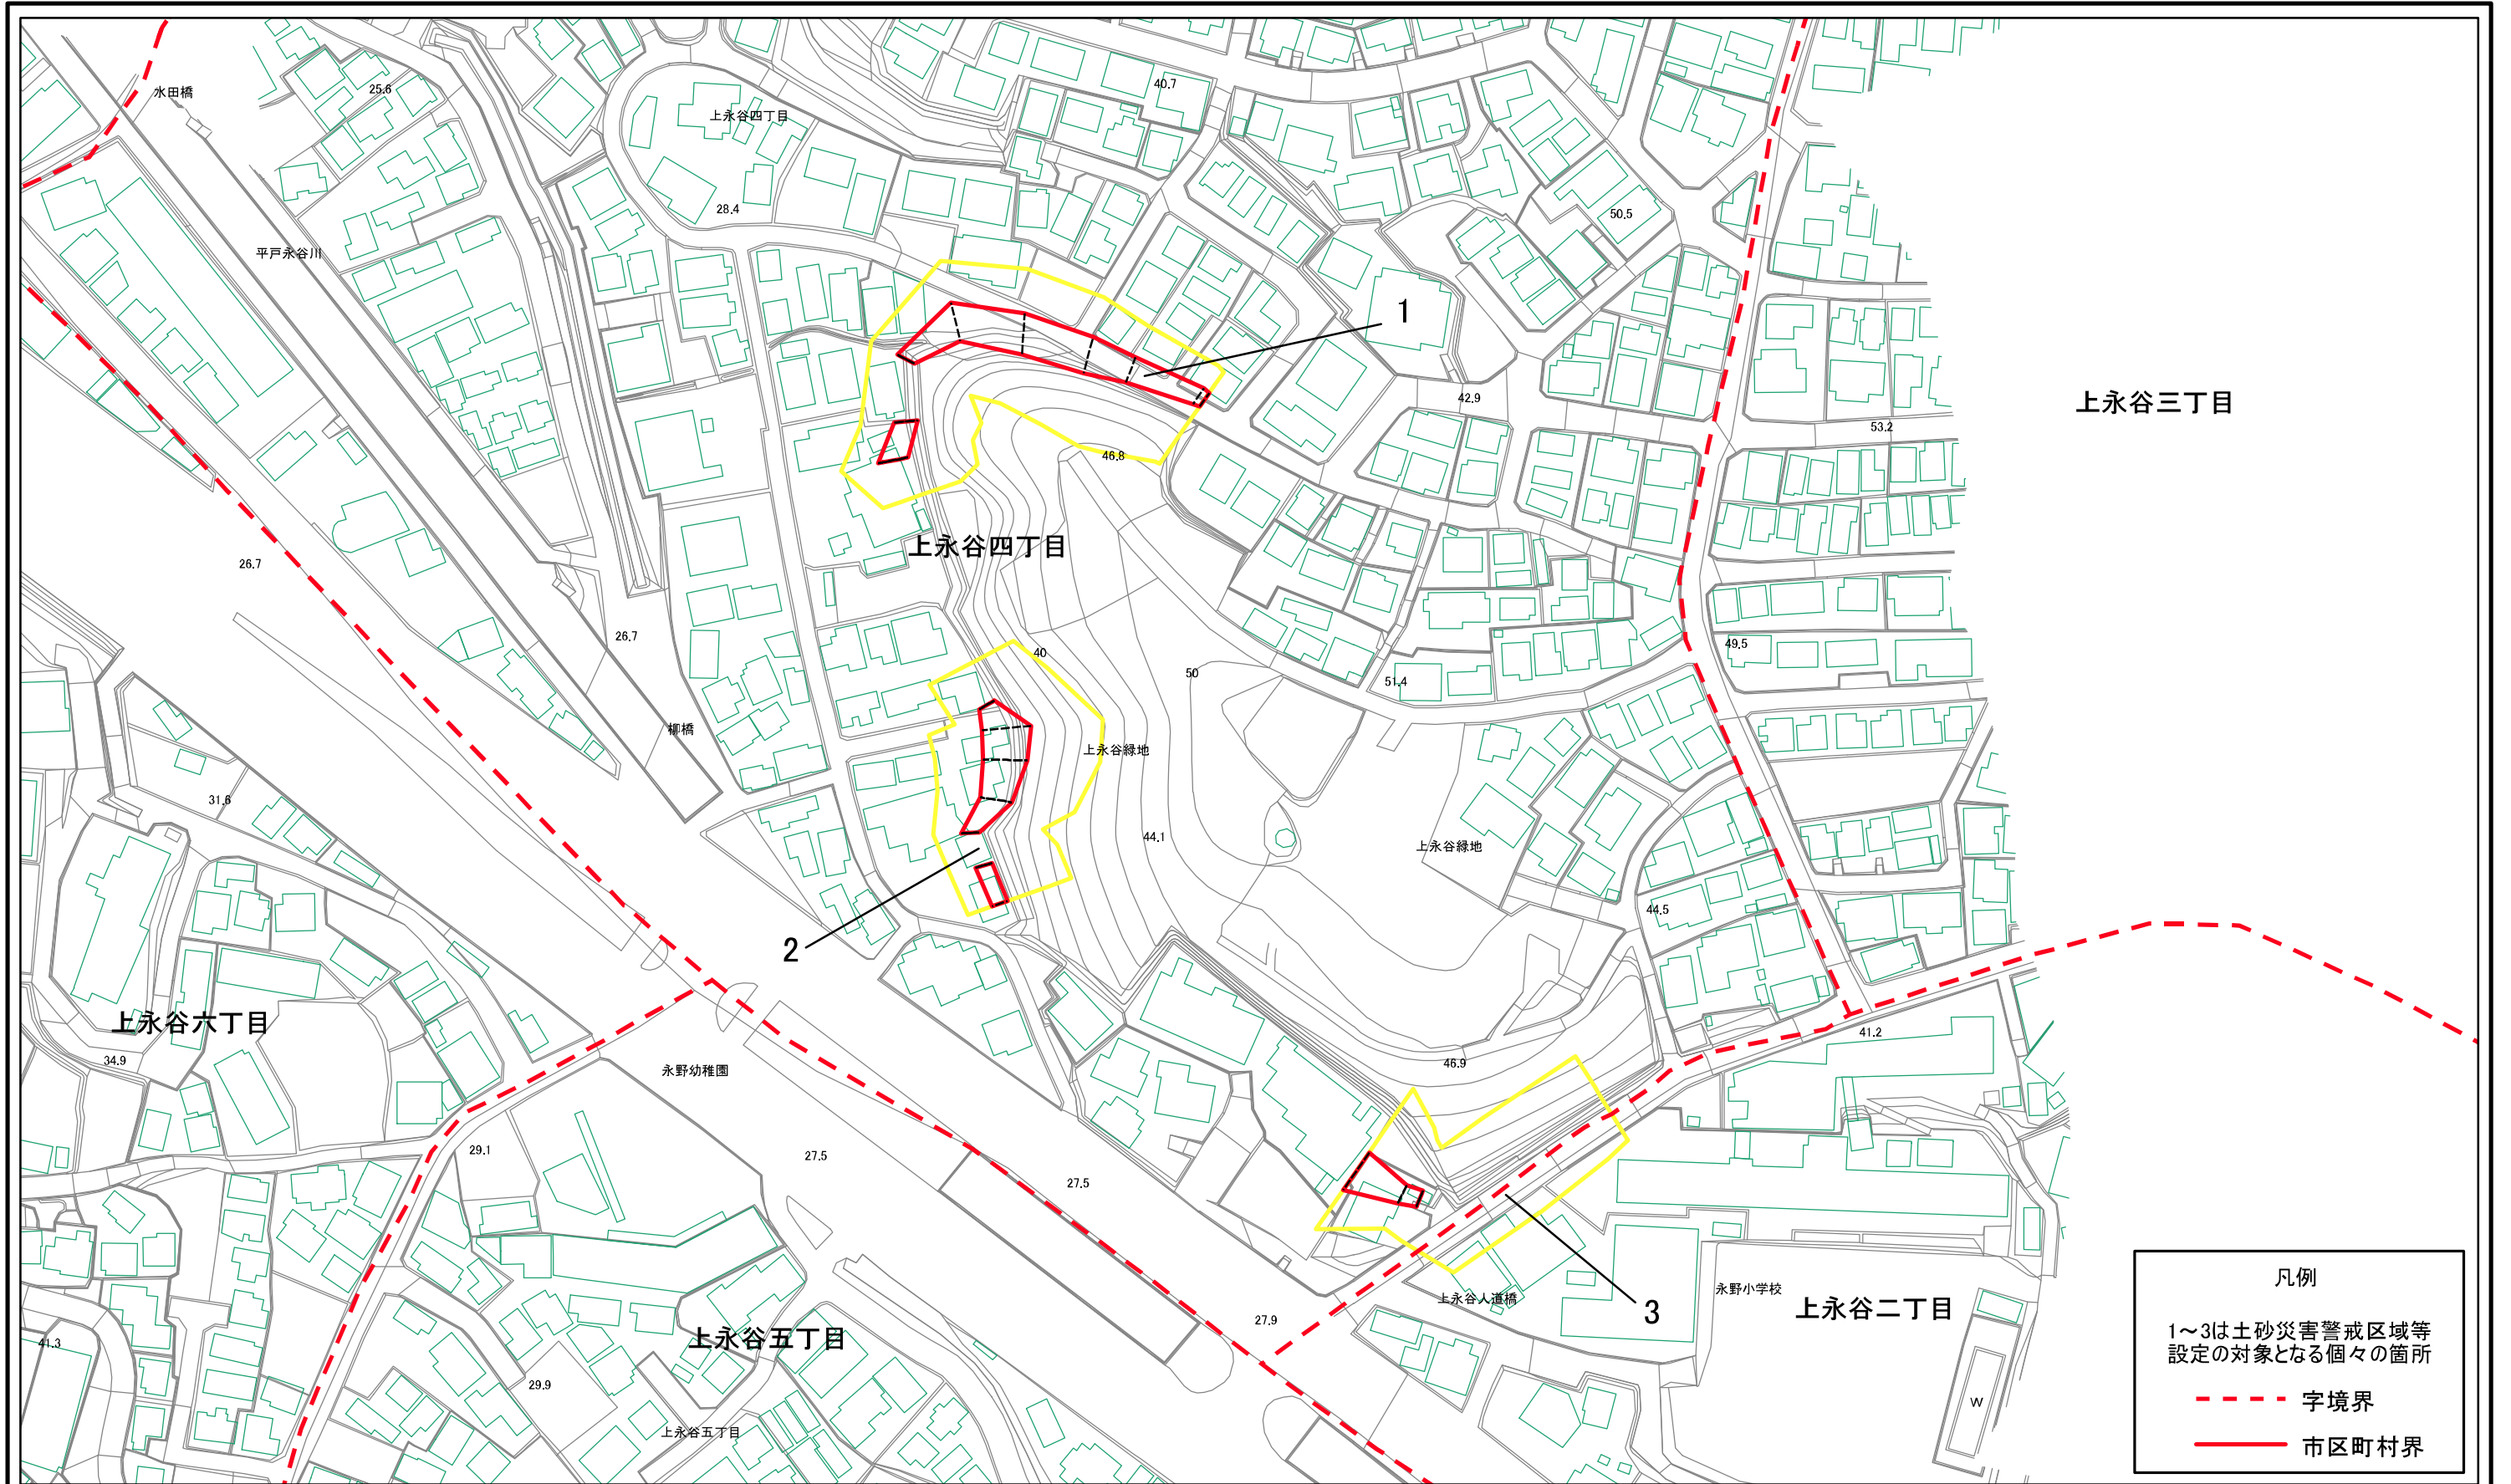 水田橋
25.6
上永谷四丁目
40.7
28.4
50.5
平戸永谷川
1
42.9
上永谷三丁目
53.2
46.8
上永谷四丁目
26.7
26.7
40
49.5
50
51.4
柳橋
上永谷緑地
31.6
44.1
上永谷緑地
44.5
2
上永谷六丁目
41.2
34.9
永野幼稚園
46.9
29.1
27.5
27.5
永野小学校
上永谷人道橋
上永谷二丁目
3
27.9
41.3
上永谷五丁目
29.9
上永谷五丁目
W
凡例
1～3は土砂災害警戒区域等
設定の対象となる個々の箇所
字境界
市区町村界